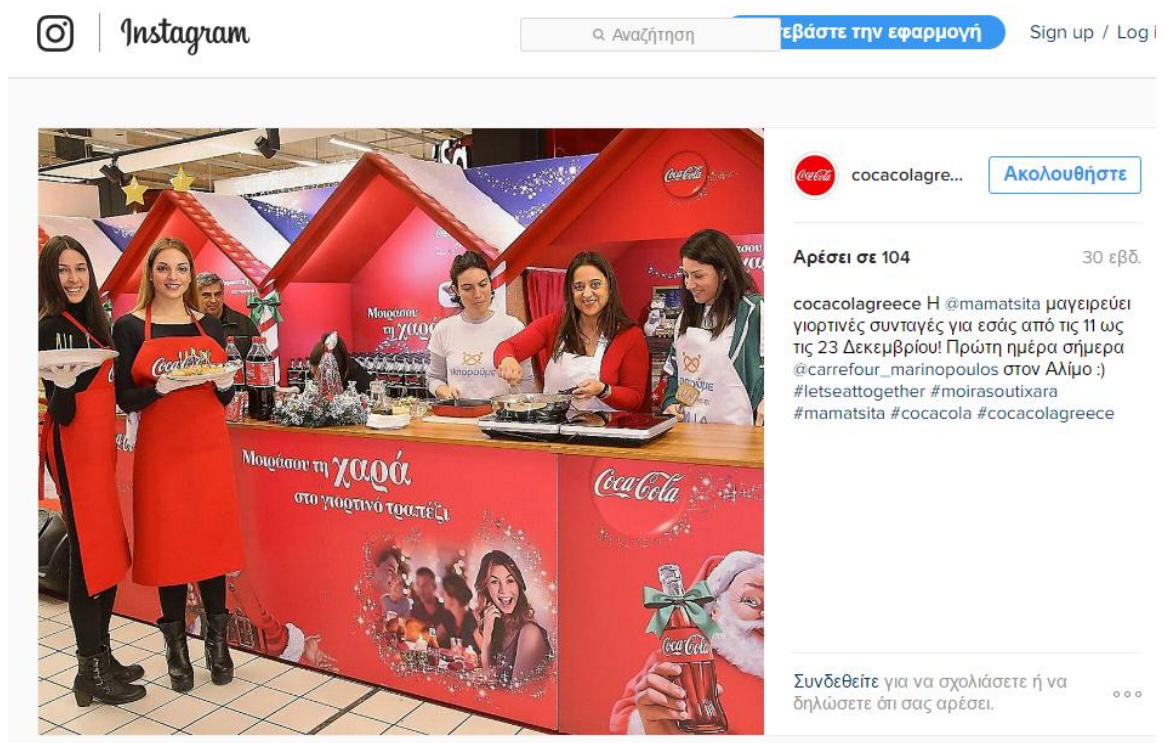 Instagram
Αναζήτηση
εβάστε την εφαρμογή
Sign up / Log i
Coca-Cola
cocacolagre...
Ακολουθήστε
Αρέσει σε 104
30 εβδ.
cocacolagreece Η @mamatsita μαγειρεύει
γιορτινές συνταγές για εσάς από τις 11 ως
τις 23 Δεκεμβρίου! Πρώτη ημέρα σήμερα
@carrefour_marinopoulos στον Αλίμο :)
#letseattogether #moirasoutixara
#mamatsita #cocacola #cocacolagreece
Συνδεθείτε για να σχολιάσετε ή να
δηλώσετε ότι σας αρέσει.
Coca-Cola
Μοιράσου
τη χαρά
Coca-Cola
μπορούμε
Μοιράσου τη χαρά
στο γιορτινό τραπέζι
Coca-Cola
Coca-Cola